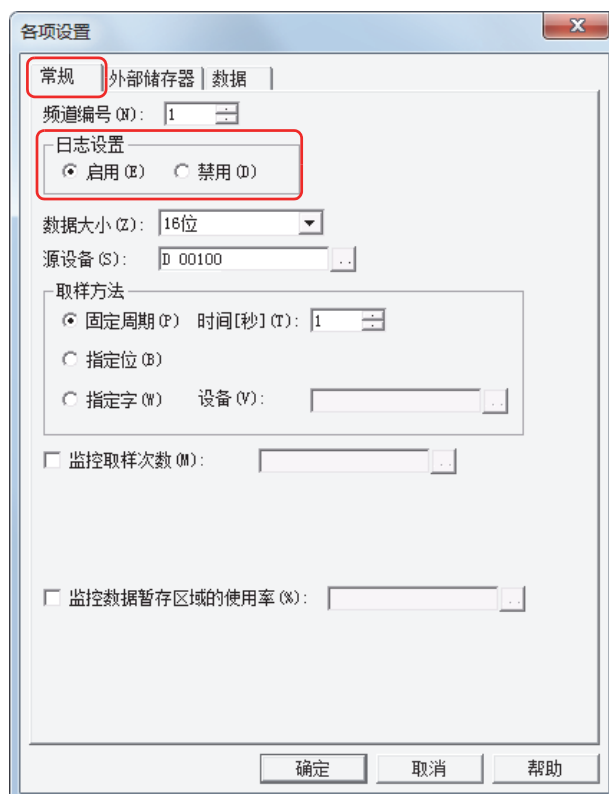 各项设置
常规 外部储存器 数据
频道编号(N): 1
日志设置
启用(E) 禁用(D)
数据大小(Z): 16位
源设备(S): D 00100 ..
取样方法
固定周期(P) 时间[秒](T): 1
指定位(B)
指定字(W) 设备(V): ..
监控取样次数(M): ..
监控数据暂存区域的使用率(%): ..
确定 取消 帮助